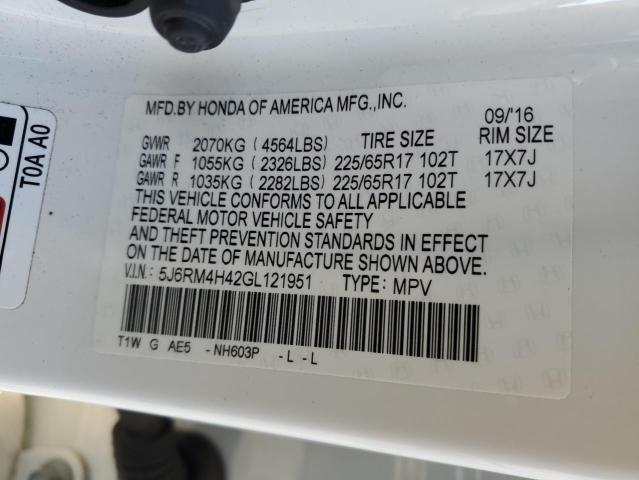 MFD.BY HONDA OF AMERICA MFG.,INC. 09/'16
GVWR 2070KG (4564LBS) TIRE SIZE RIM SIZE
GAWR F 1055KG (2326LBS) 225/65R17 102T 17X7J
GAWR R 1035KG (2282LBS) 225/65R17 102T 17X7J
THIS VEHICLE CONFORMS TO ALL APPLICABLE
FEDERAL MOTOR VEHICLE SAFETY
AND THEFT PREVENTION STANDARDS IN EFFECT
ON THE DATE OF MANUFACTURE SHOWN ABOVE.
V.I.N.: 5J6RM4H42GL121951 TYPE: MPV
T1W G AE5 -NH603P -L -L
T0A A0